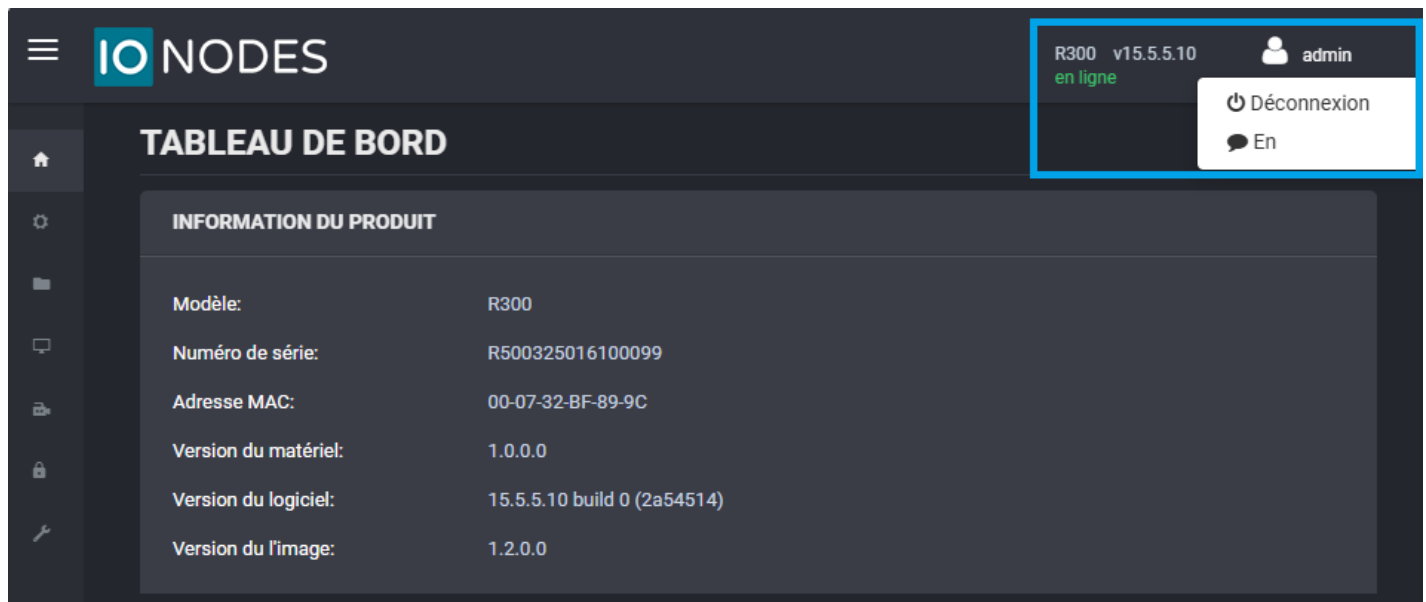 IO NODES
R300 v15.5.5.10
admin
en ligne
Déconnexion
En
TABLEAU DE BORD
INFORMATION DU PRODUIT
Modèle: R300
Numéro de série: R500325016100099
Adresse MAC: 00-07-32-BF-89-9C
Version du matériel: 1.0.0.0
Version du logiciel: 15.5.5.10 build 0 (2a54514)
Version du l'image: 1.2.0.0